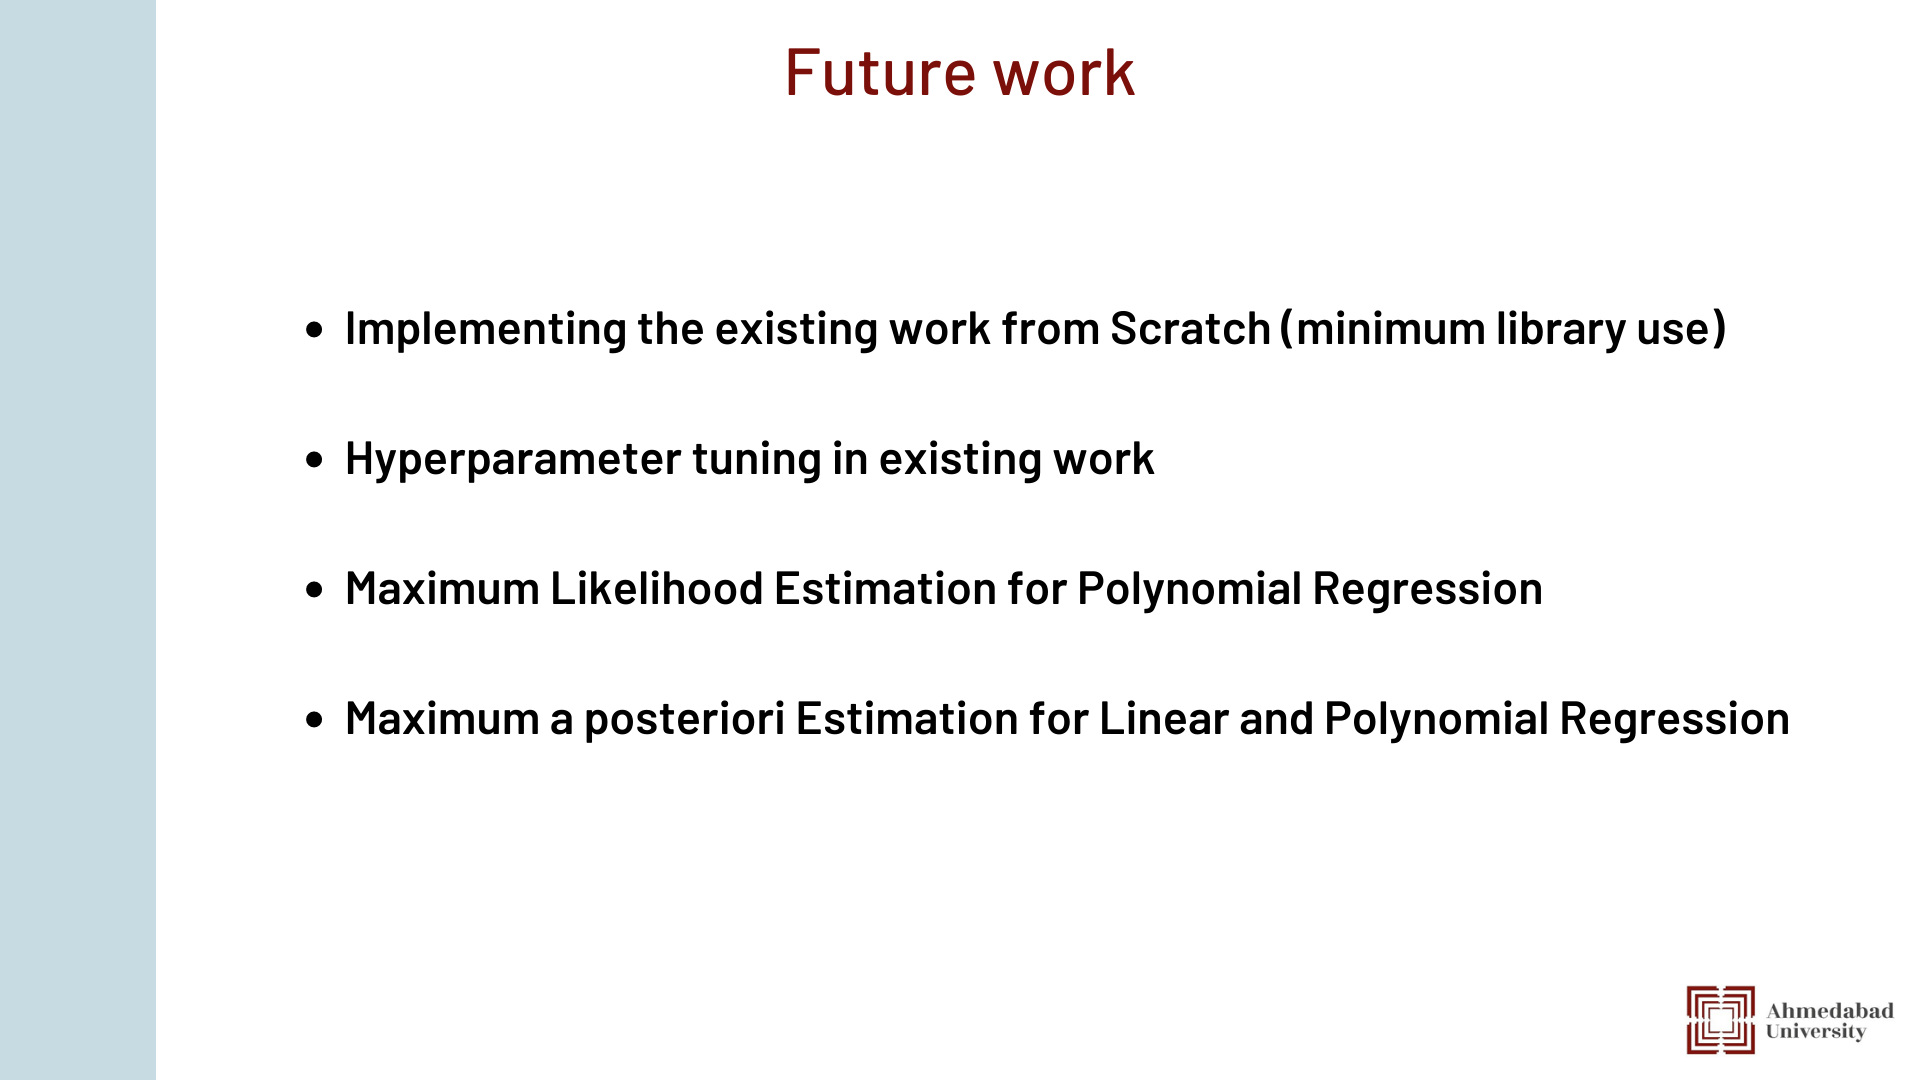 Future work
• Implementing the existing work from Scratch (minimum library use)
• Hyperparameter tuning in existing work
• Maximum Likelihood Estimation for Polynomial Regression
• Maximum a posteriori Estimation for Linear and Polynomial Regression
Ahmedabad
University